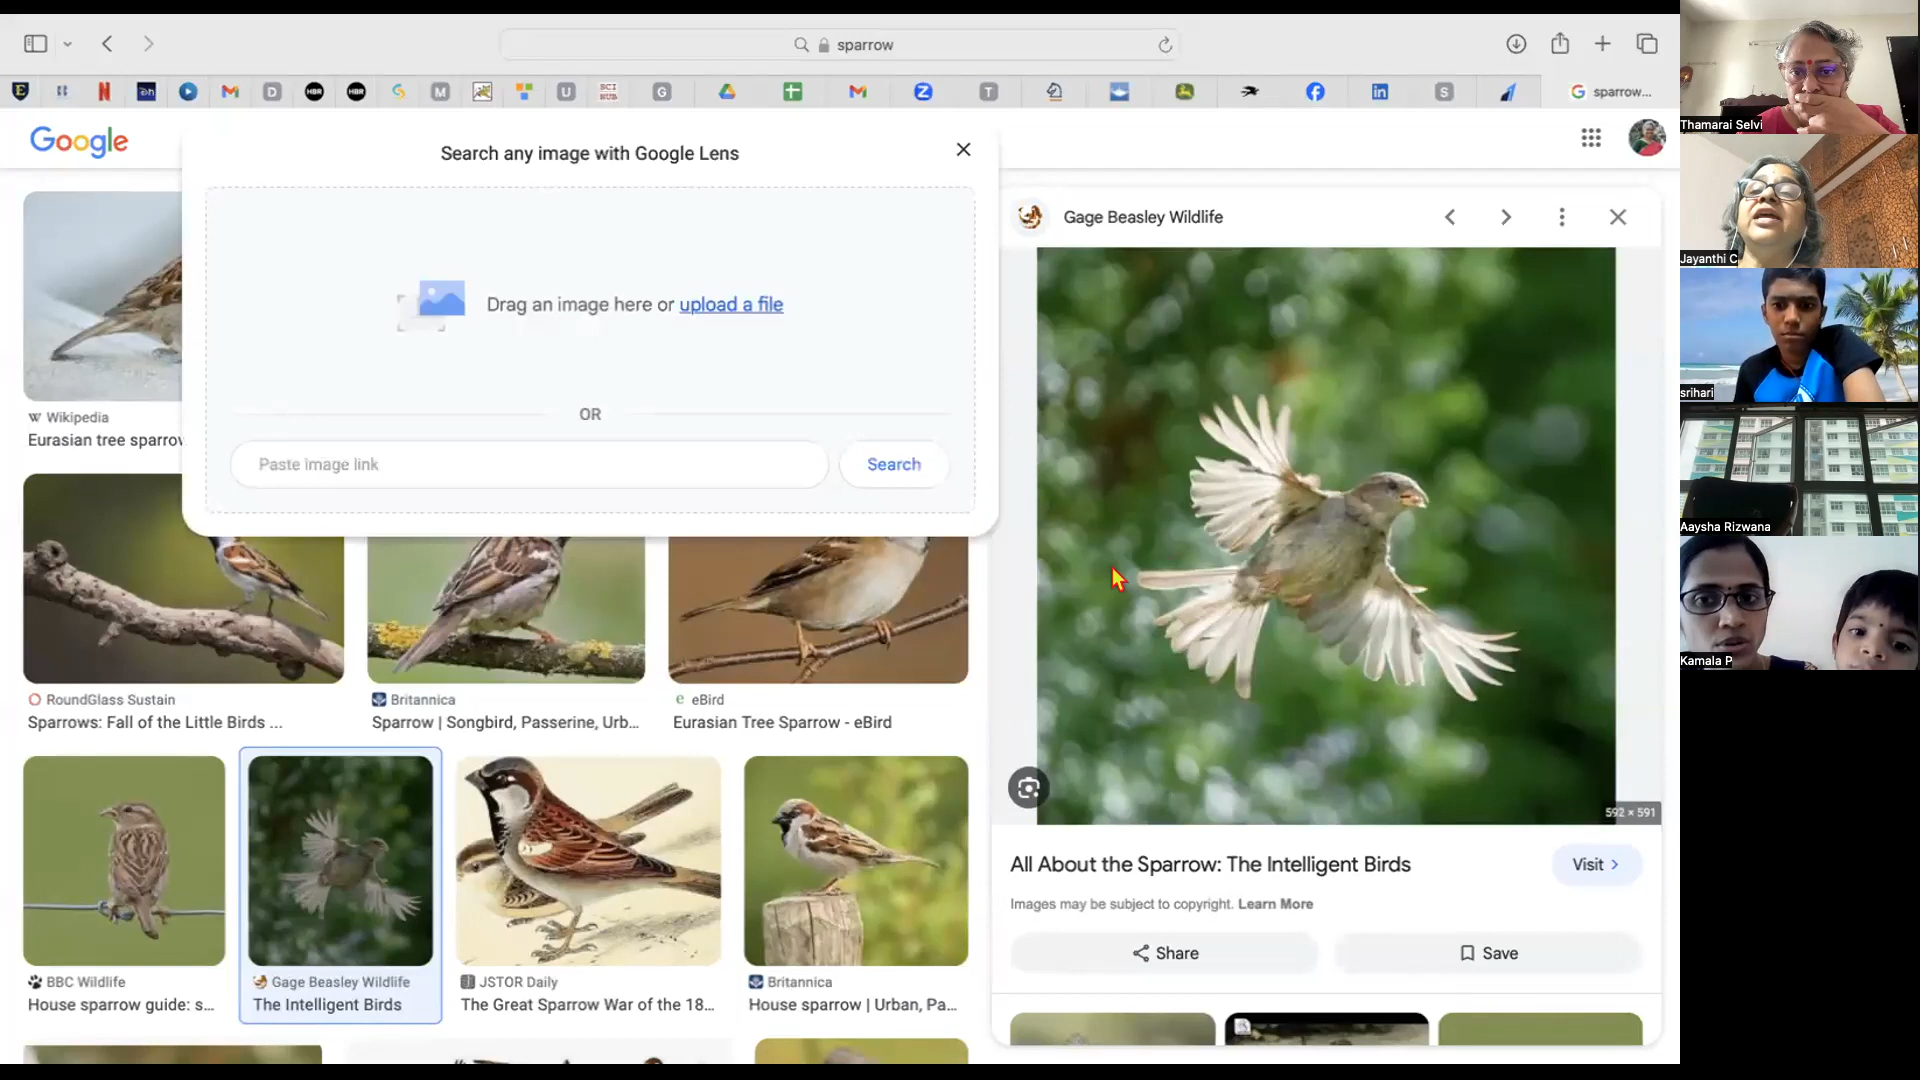 sparrow
sparrow...
Google
Search any image with Google Lens
Drag an image here or upload a file
OR
Paste image link
Search
Gage Beasley Wildlife
592 × 591
All About the Sparrow: The Intelligent Birds
Visit
Images may be subject to copyright. Learn More
Share
Save
Wikipedia
Eurasian tree sparrow
RoundGlass Sustain
Sparrows: Fall of the Little Birds ...
Britannica
Sparrow | Songbird, Passerine, Urb...
eBird
Eurasian Tree Sparrow - eBird
BBC Wildlife
House sparrow guide: s...
Gage Beasley Wildlife
The Intelligent Birds
JSTOR Daily
The Great Sparrow War of the 18...
Britannica
House sparrow | Urban, Pa...
Thamarai Selvi
Jayanthi C
srihari
Aaysha Rizwana
Kamala P